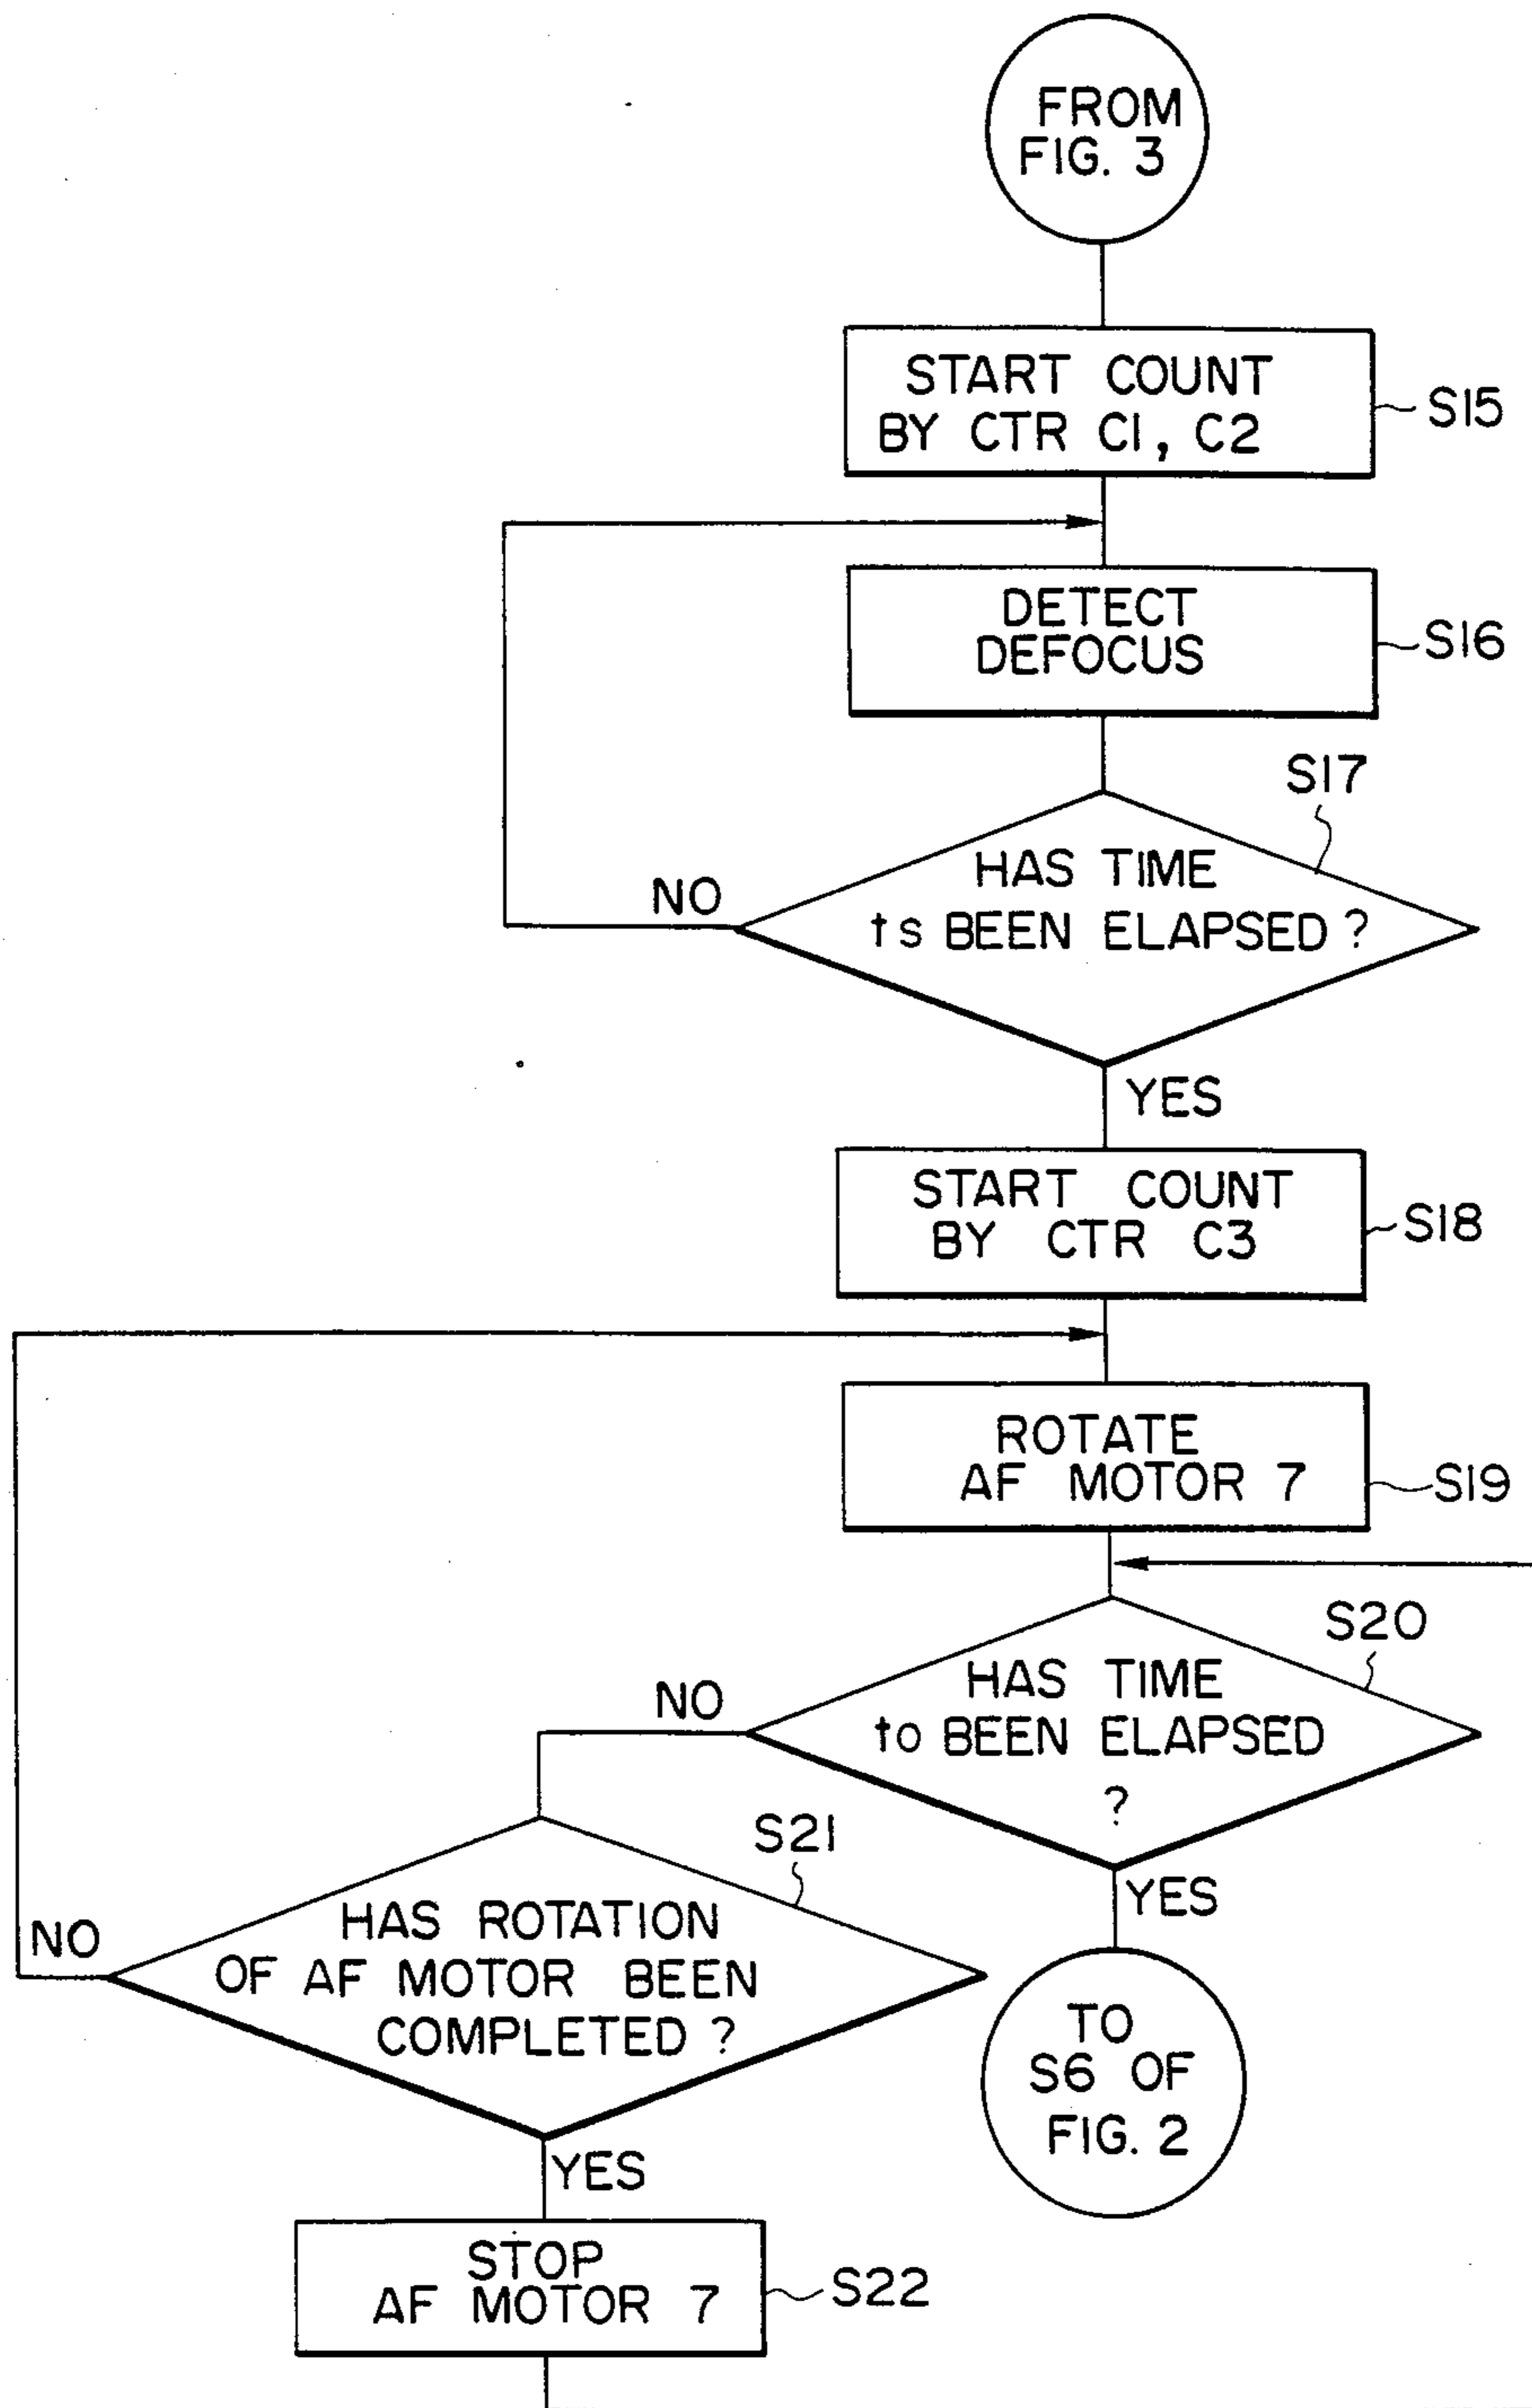 FROM
FIG. 3
START COUNT
BY CTR C1, C2
S15
DETECT
DEFOCUS
S16
S17
HAS TIME
ts BEEN ELAPSED ?
NO
YES
START COUNT
BY CTR C3
S18
ROTATE
AF MOTOR 7
S19
S20
HAS TIME
to BEEN ELAPSED
?
NO
YES
S21
HAS ROTATION
OF AF MOTOR BEEN
COMPLETED ?
NO
YES
TO
S6 OF
FIG. 2
STOP
AF MOTOR 7
S22